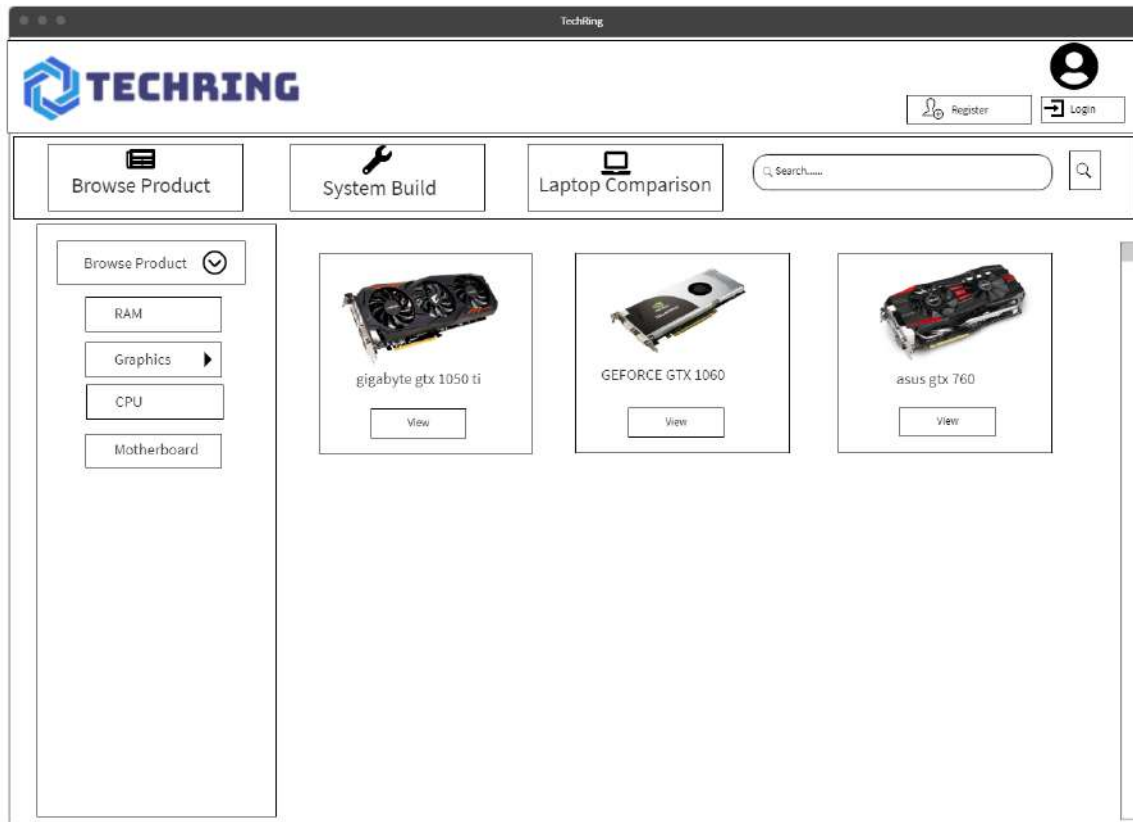 TechRing
TECHRING
Register
Login
Browse Product
System Build
Laptop Comparison
Search......
Browse Product
RAM
Graphics
CPU
Motherboard
gigabyte gtx 1050 ti
View
GEFORCE GTX 1060
View
asus gtx 760
View